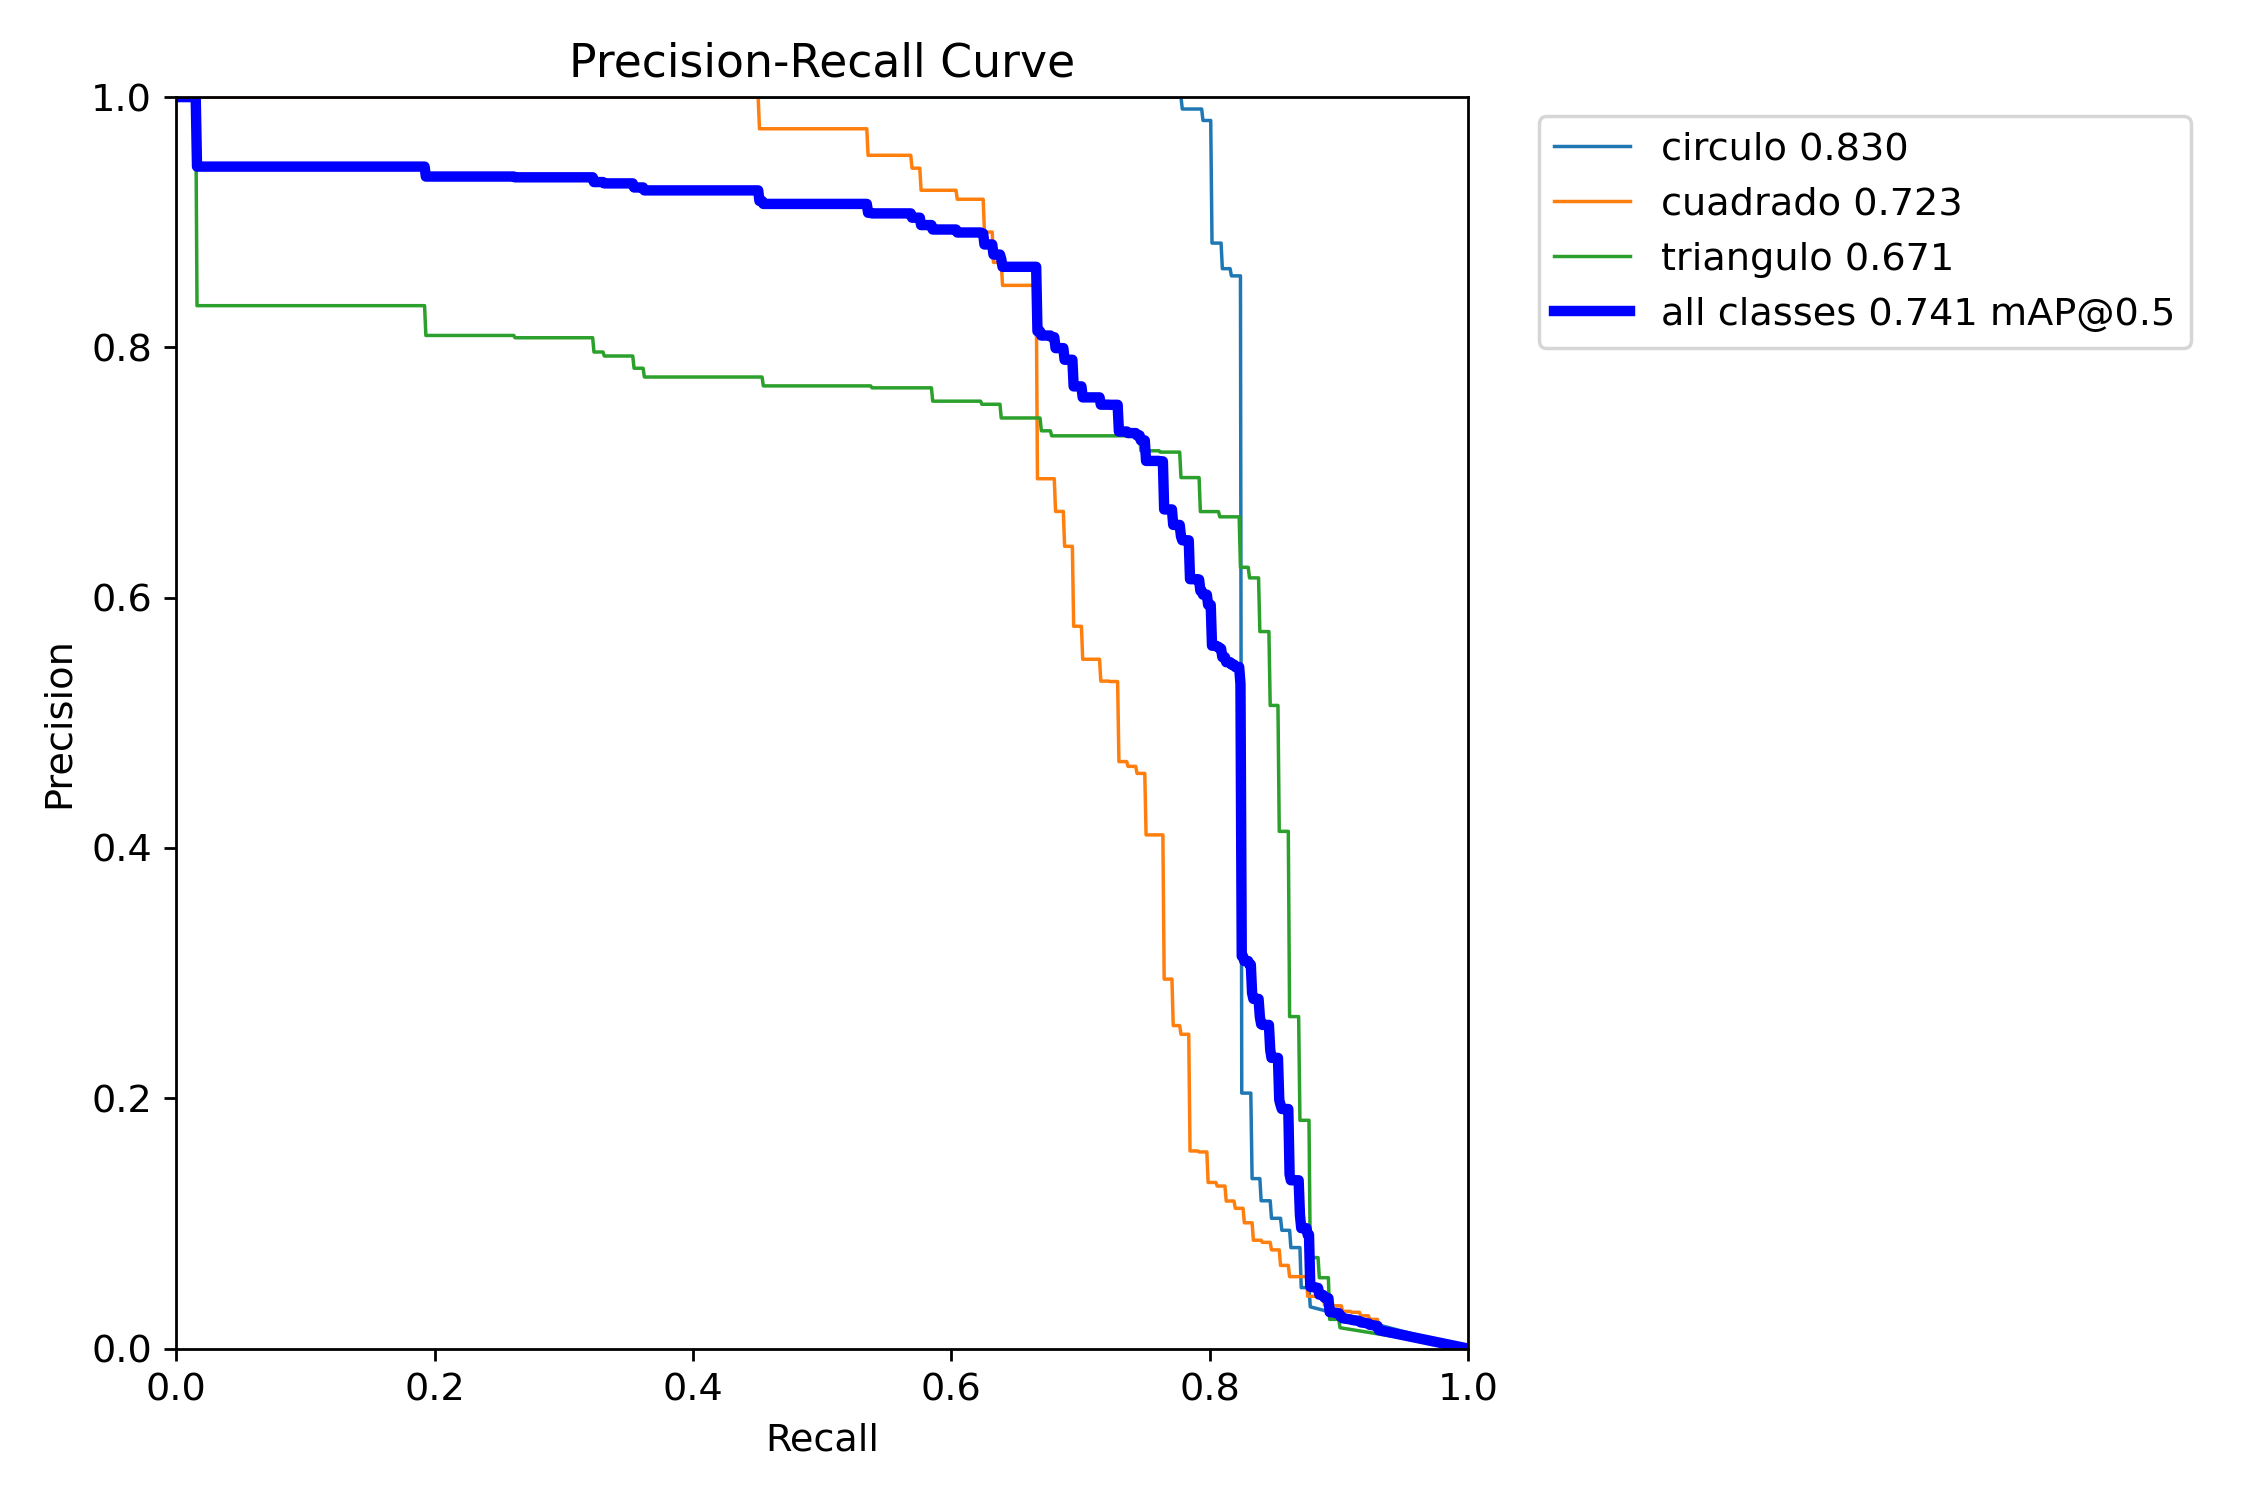 Precision-Recall Curve
1.0
0.8
0.6
0.4
0.2
0.0
Precision
0.0 0.2 0.4 0.6 0.8 1.0
Recall
circulo 0.830
cuadrado 0.723
triangulo 0.671
all classes 0.741 mAP@0.5